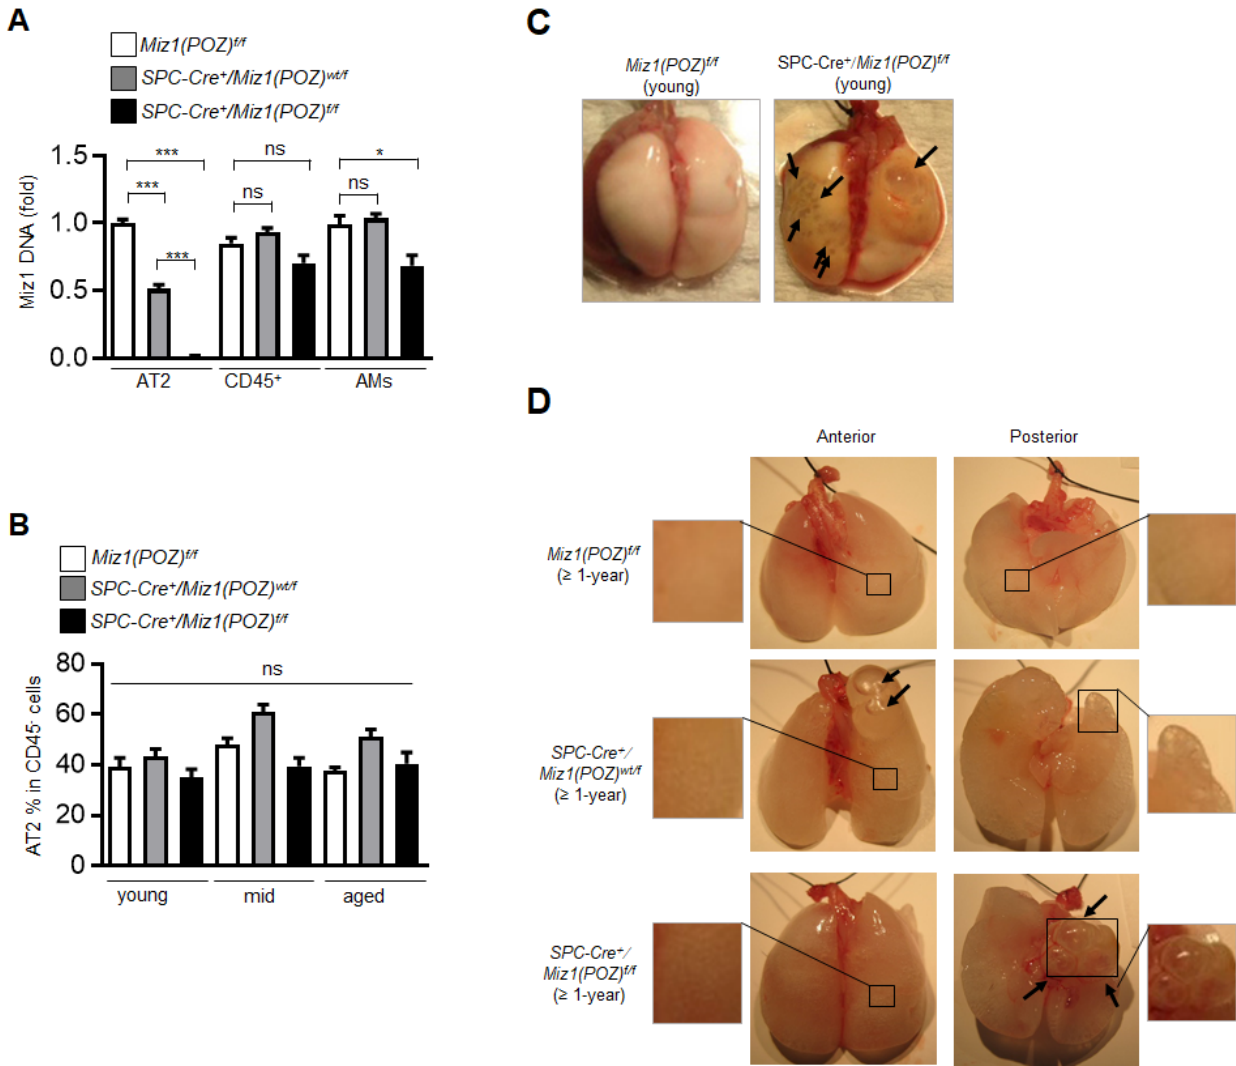 A
Miz1(POZ)f/f
SPC-Cre+/Miz1(POZ)wt/f
SPC-Cre+/Miz1(POZ)f/f
Miz1 DNA (fold)
1.5
1.0
0.5
0.0
***
***
***
ns
ns
*
ns
AT2
CD45+
AMs
B
Miz1(POZ)f/f
SPC-Cre+/Miz1(POZ)wt/f
SPC-Cre+/Miz1(POZ)f/f
AT2 % in CD45- cells
80
60
40
20
0
ns
young
mid
aged
C
Miz1(POZ)f/f
(young)
SPC-Cre+/Miz1(POZ)f/f
(young)
D
Anterior
Posterior
Miz1(POZ)f/f
(≥ 1-year)
SPC-Cre+/
Miz1(POZ)wt/f
(≥ 1-year)
SPC-Cre+/
Miz1(POZ)f/f
(≥ 1-year)